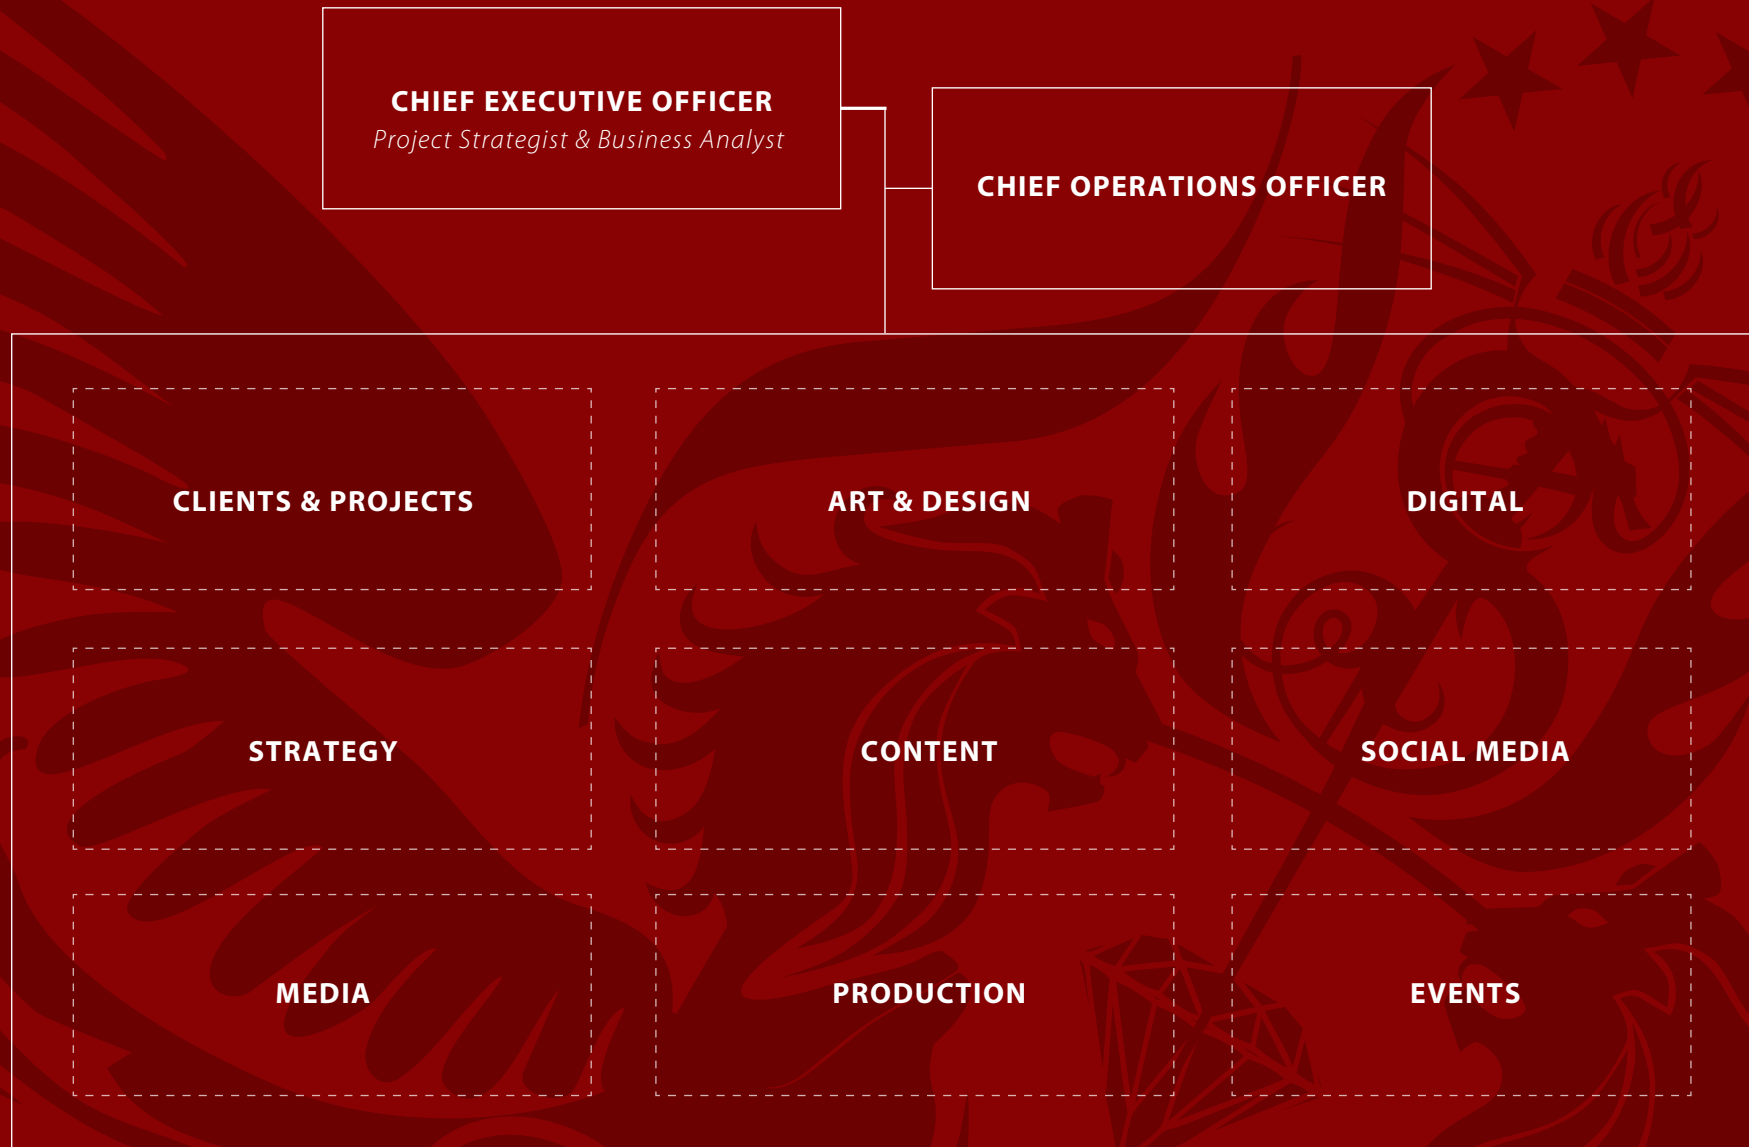 CHIEF EXECUTIVE OFFICER
Project Strategist & Business Analyst
CHIEF OPERATIONS OFFICER
CLIENTS & PROJECTS
ART & DESIGN
DIGITAL
STRATEGY
CONTENT
SOCIAL MEDIA
MEDIA
PRODUCTION
EVENTS